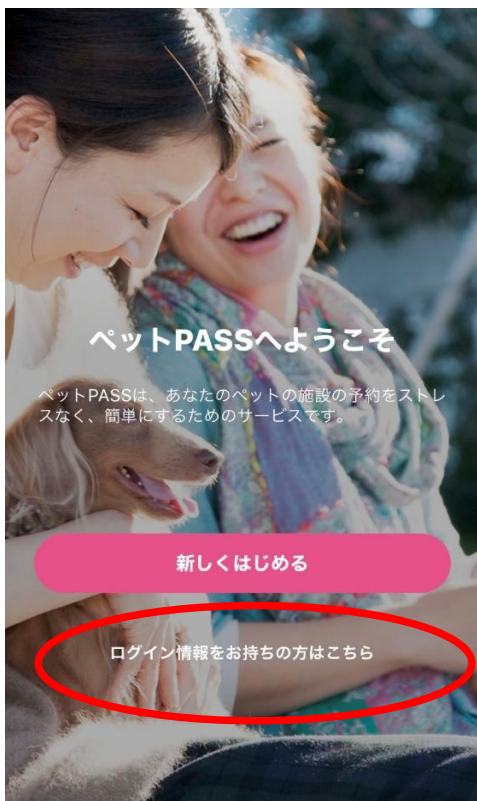 ペットPASSへようこそ
ペットPASSは、あなたのペットの施設の予約をストレ
スなく、簡単にするためのサービスです。
新しくはじめる
ログイン情報をお持ちの方はこちら